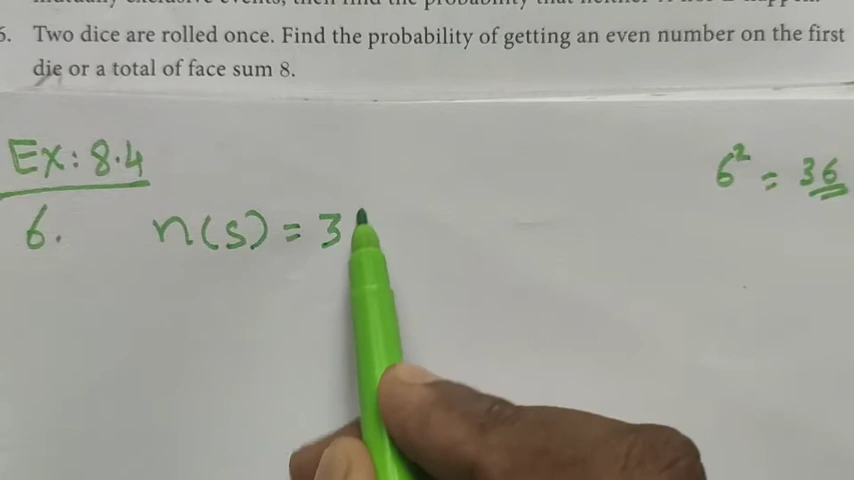 6. Two dice are rolled once. Find the probability of getting an even number on the first
die or a total of face sum 8.
Ex: 8.4
6² = 36
6. n(s) = 3